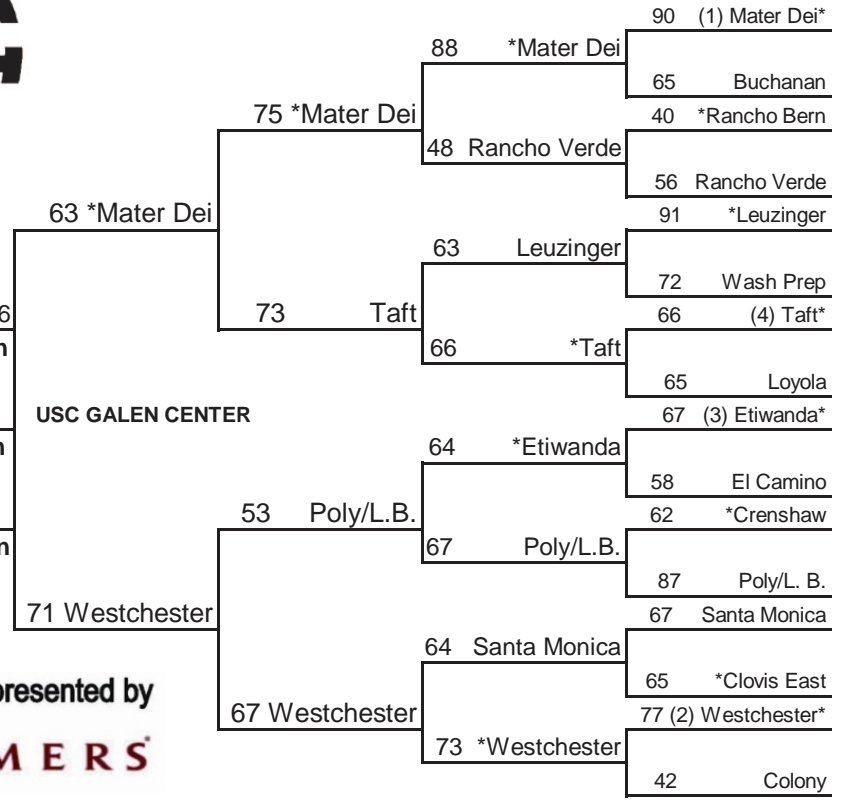 90 (1) Mater Dei*
88 *Mater Dei
65 Buchanan
75 *Mater Dei
40 *Rancho Bern
48 Rancho Verde
56 Rancho Verde
63 *Mater Dei
91 *Leuzinger
63 Leuzinger
72 Wash Prep
6
73 Taft
66 (4) Taft*
n
66 *Taft
65 Loyola
USC GALEN CENTER
67 (3) Etiwanda*
n
64 *Etiwanda
58 El Camino
53 Poly/L.B.
62 *Crenshaw
n
67 Poly/L.B.
87 Poly/L. B.
71 Westchester
67 Santa Monica
64 Santa Monica
65 *Clovis East
presented by
67 Westchester
77 (2) Westchester*
73 *Westchester
MERS
42 Colony